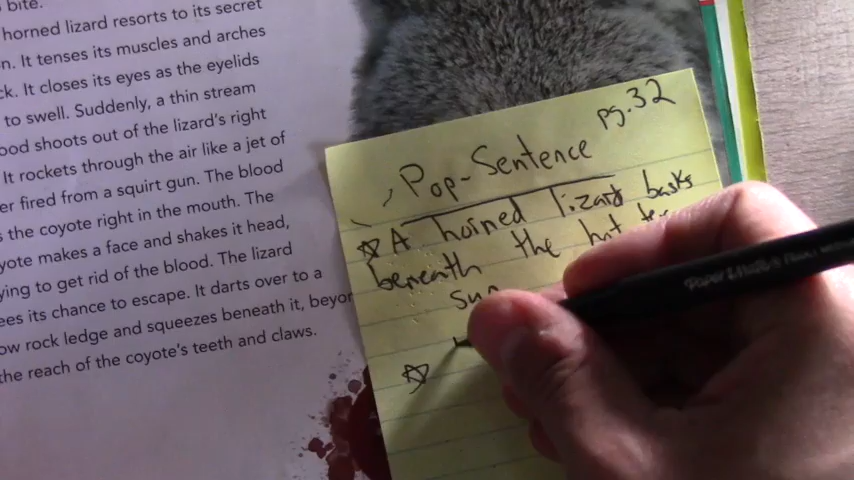 bite.
horned lizard resorts to its secret
n. It tenses its muscles and arches
ck. It closes its eyes as the eyelids
to swell. Suddenly, a thin stream
ood shoots out of the lizard's right
It rockets through the air like a jet of
er fired from a squirt gun. The blood
s the coyote right in the mouth. The
yote makes a face and shakes it head,
ying to get rid of the blood. The lizard
ees its chance to escape. It darts over to a
ow rock ledge and squeezes beneath it, beyon
the reach of the coyote's teeth and claws.
pg.32
Pop-Sentence
A horned lizard basks
beneath the hot
sun
PaperMate